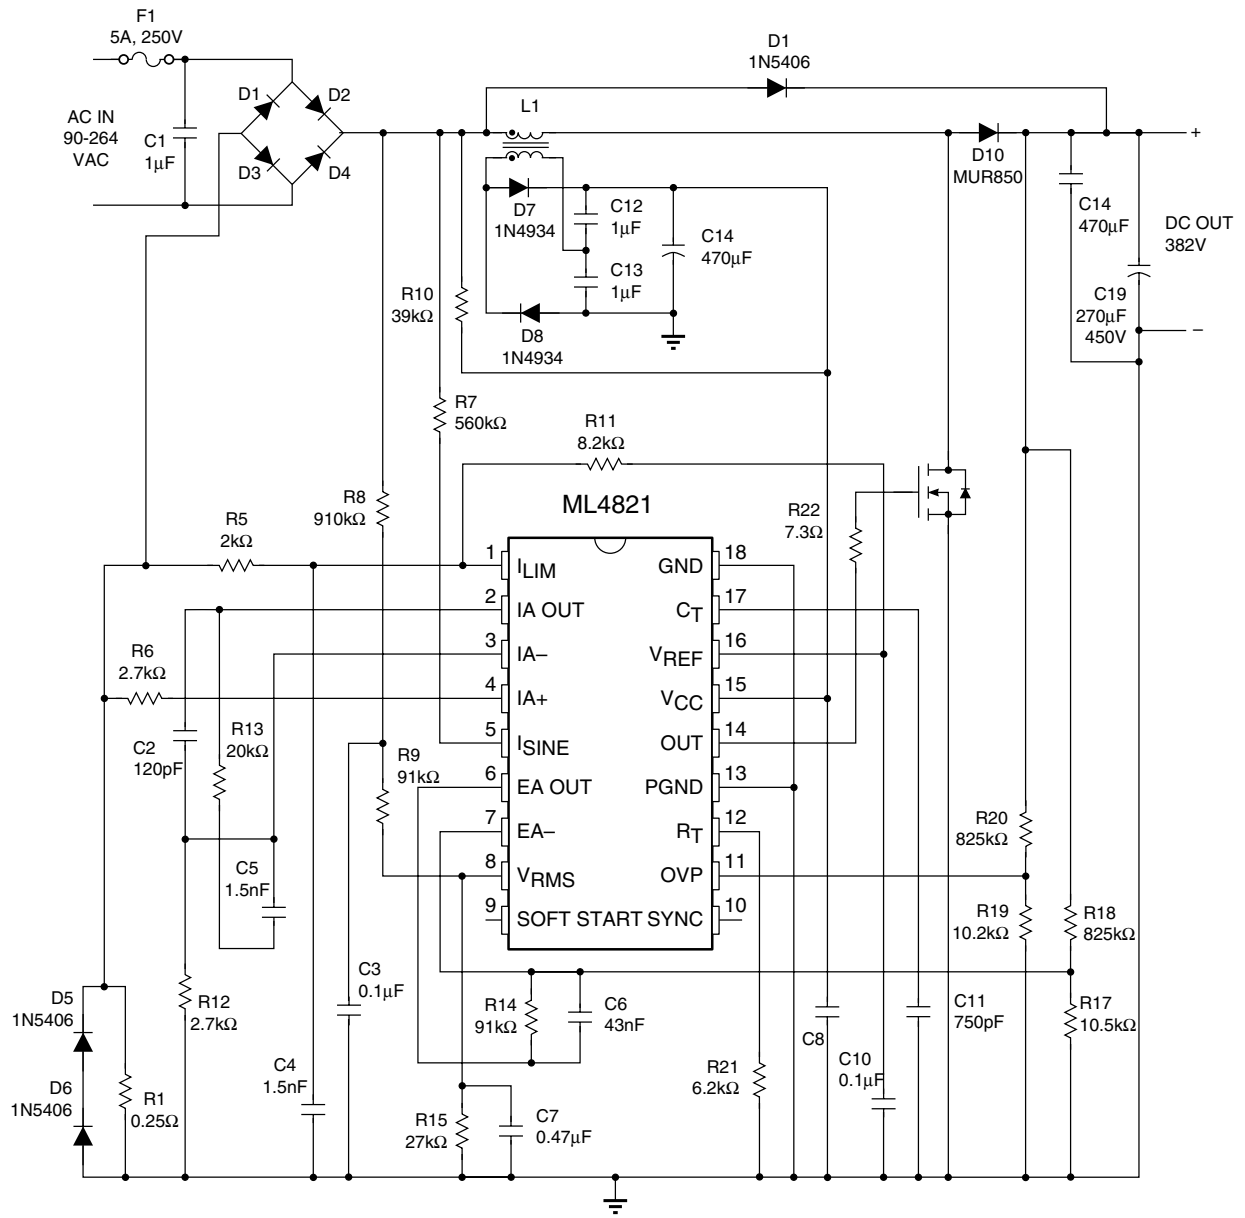 F1
5A, 250V
AC IN
90-264
VAC
C1
1µF
D1
D2
D3
D4
L1
D1
1N5406
D10
MUR850
C14
470µF
DC OUT
382V
+
C19
270µF
450V
–
D7
1N4934
C12
1µF
C13
1µF
C14
470µF
D8
1N4934
R10
39kΩ
R7
560kΩ
R11
8.2kΩ
R8
910kΩ
ML4821
R22
7.3Ω
R5
2kΩ
R6
2.7kΩ
C2
120pF
R13
20kΩ
R9
91kΩ
C5
1.5nF
1
ILIM
2
IA OUT
3
IA–
4
IA+
5
ISINE
6
EA OUT
7
EA–
8
VRMS
9
SOFT START
18
GND
17
CT
16
VREF
15
VCC
14
OUT
13
PGND
12
RT
11
OVP
10
SYNC
R20
825kΩ
R19
10.2kΩ
R18
825kΩ
R17
10.5kΩ
D5
1N5406
D6
1N5406
R1
0.25Ω
R12
2.7kΩ
C4
1.5nF
C3
0.1µF
R14
91kΩ
C6
43nF
R15
27kΩ
C7
0.47µF
R21
6.2kΩ
C8
C10
0.1µF
C11
750pF